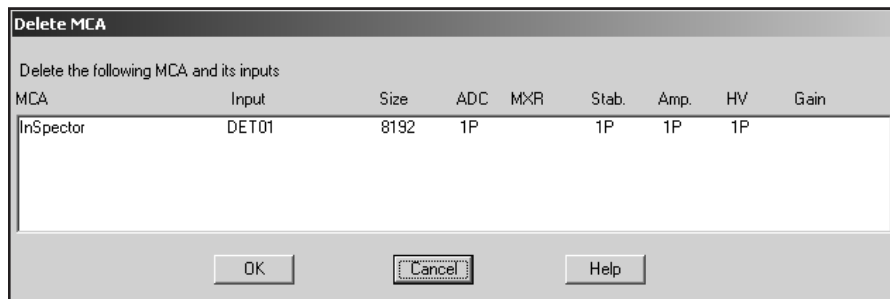 Delete MCA
Delete the following MCA and its inputs
MCA Input Size ADC MXR Stab. Amp. HV Gain
InSpector DET01 8192 1P 1P 1P 1P
OK Cancel Help